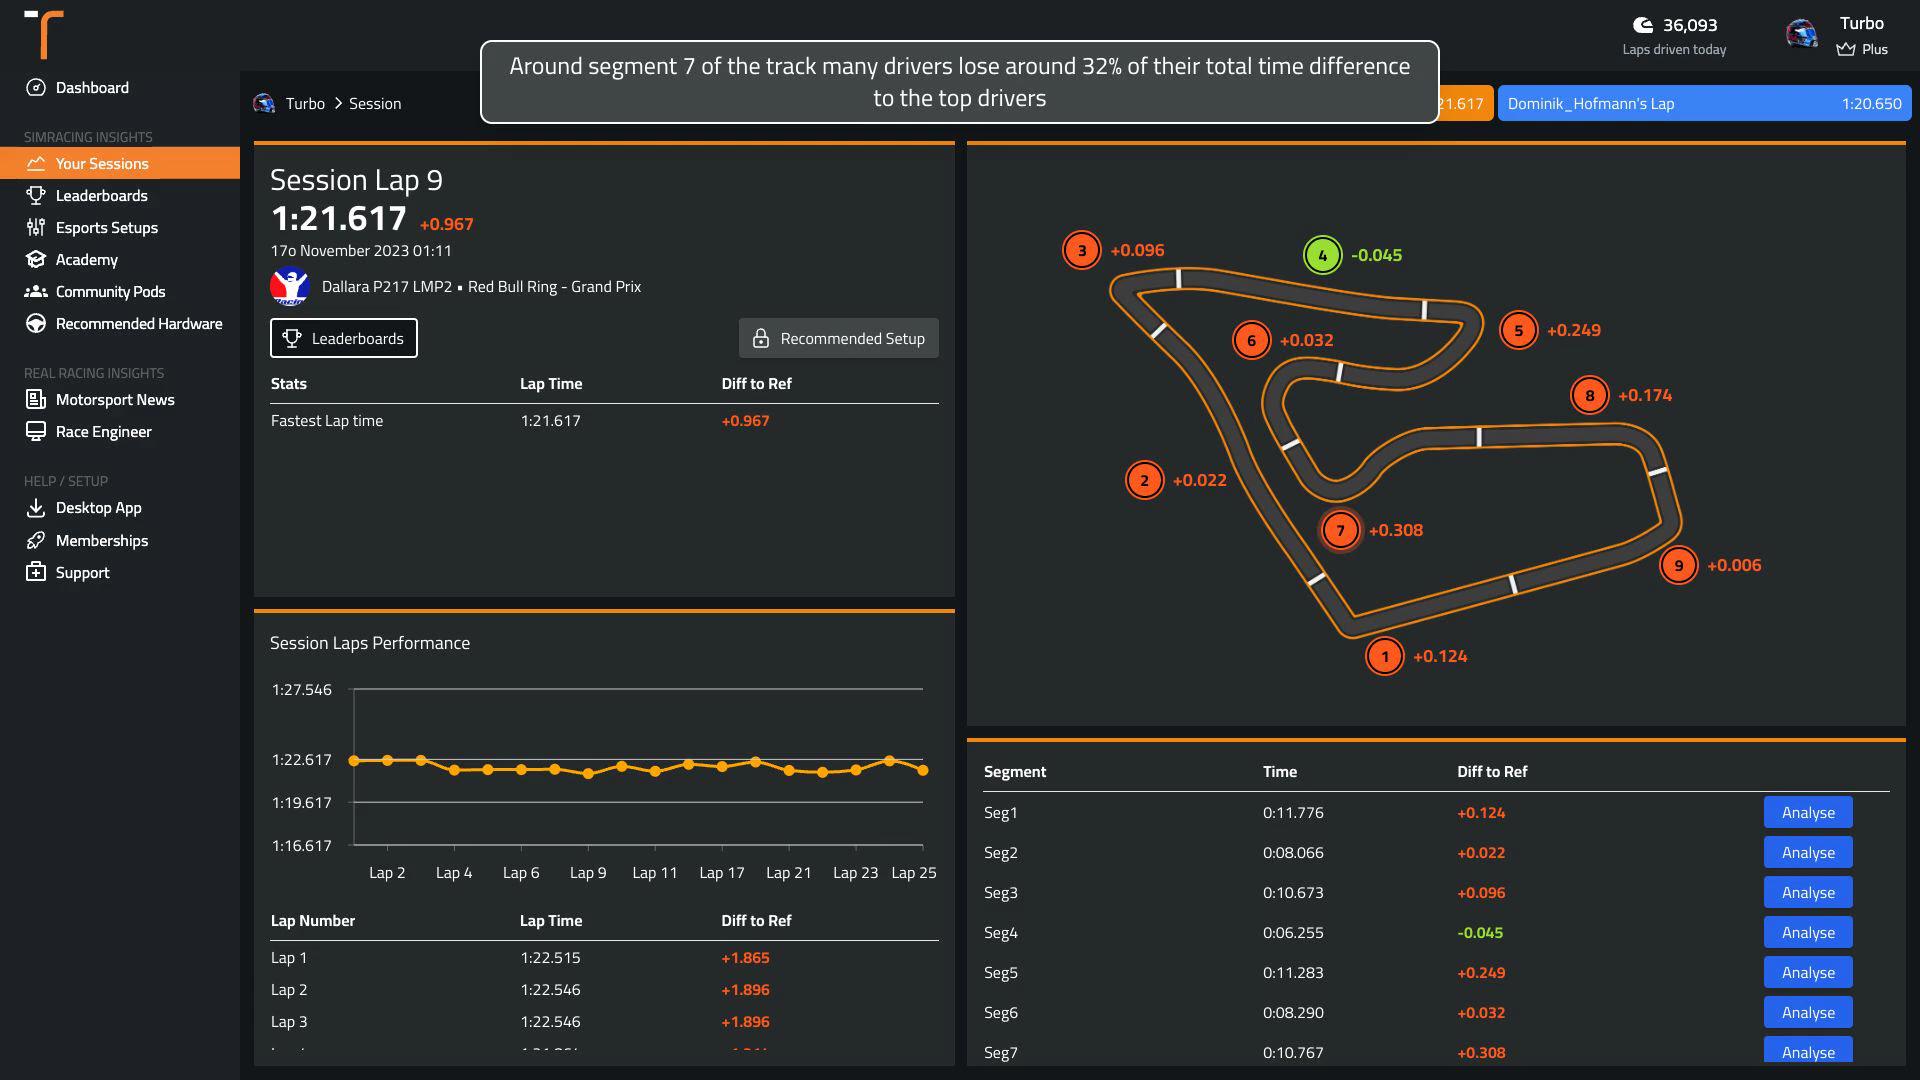 36,093
Laps driven today
Turbo
Plus
Around segment 7 of the track many drivers lose around 32% of their total time difference
to the top drivers
Dashboard
SIMRACING INSIGHTS
Your Sessions
Leaderboards
Esports Setups
Academy
Community Pods
Recommended Hardware
REAL RACING INSIGHTS
Motorsport News
Race Engineer
HELP / SETUP
Desktop App
Memberships
Support
Turbo > Session
21.617
Dominik_Hofmann's Lap 1:20.650
Session Lap 9
1:21.617 +0.967
17o November 2023 01:11
Dallara P217 LMP2 • Red Bull Ring - Grand Prix
Leaderboards
Recommended Setup
Stats Lap Time Diff to Ref
Fastest Lap time 1:21.617 +0.967
3 +0.096
4 -0.045
5 +0.249
6 +0.032
8 +0.174
2 +0.022
7 +0.308
9 +0.006
1 +0.124
Session Laps Performance
1:27.546
1:22.617
1:19.617
1:16.617
Lap 2 Lap 4 Lap 6 Lap 9 Lap 11 Lap 17 Lap 21 Lap 23 Lap 25
Lap Number Lap Time Diff to Ref
Lap 1 1:22.515 +1.865
Lap 2 1:22.546 +1.896
Lap 3 1:22.546 +1.896
Segment Time Diff to Ref
Seg1 0:11.776 +0.124 Analyse
Seg2 0:08.066 +0.022 Analyse
Seg3 0:10.673 +0.096 Analyse
Seg4 0:06.255 -0.045 Analyse
Seg5 0:11.283 +0.249 Analyse
Seg6 0:08.290 +0.032 Analyse
Seg7 0:10.767 +0.308 Analyse